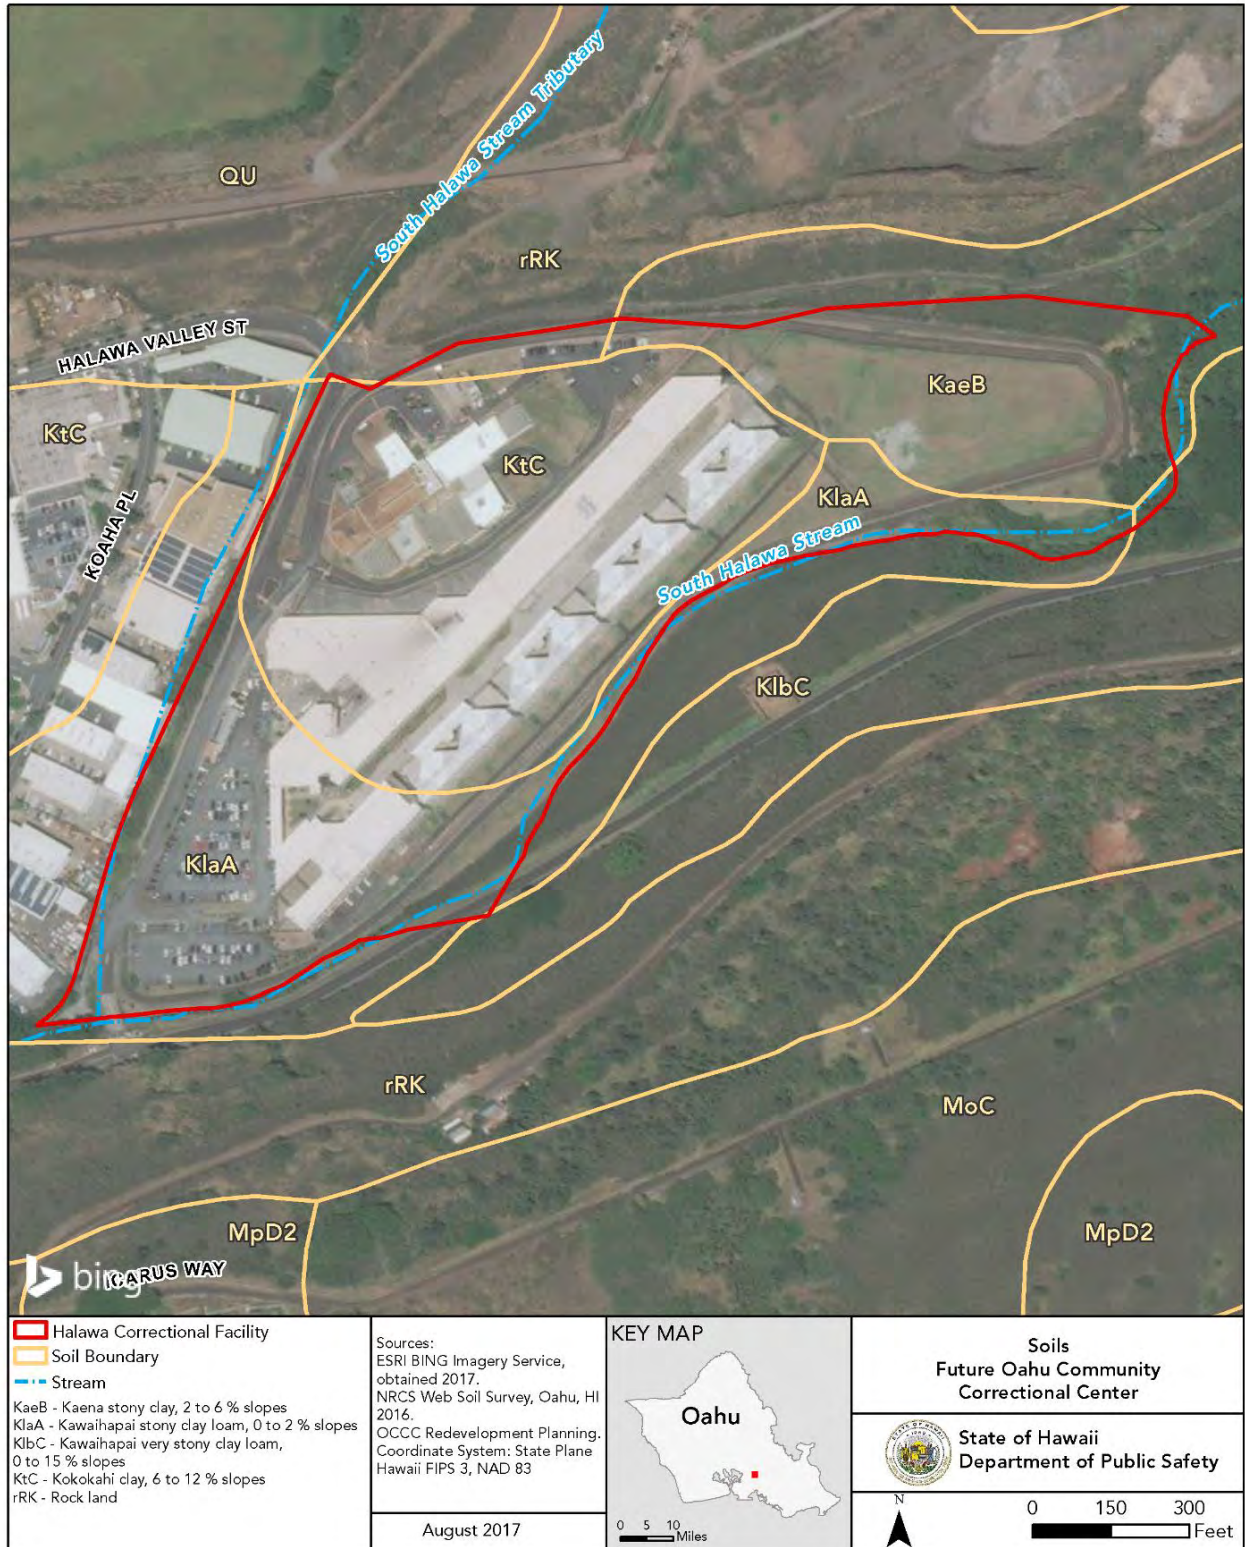 South Halawa Stream Tributary
QU
rRK
HALAWA VALLEY ST
KaeB
KtC
KtC
KlaA
KOAHA PL
South Halawa Stream
KlbC
KlaA
rRK
MoC
MpD2
MpD2
bing
ICARUS WAY
Halawa Correctional Facility
Soil Boundary
Stream
KaeB - Kaena stony clay, 2 to 6 % slopes
KlaA - Kawaihapai stony clay loam, 0 to 2 % slopes
KlbC - Kawaihapai very stony clay loam,
0 to 15 % slopes
KtC - Kokokahi clay, 6 to 12 % slopes
rRK - Rock land
Sources:
ESRI BING Imagery Service,
obtained 2017.
NRCS Web Soil Survey, Oahu, HI
2016.
OCCC Redevelopment Planning.
Coordinate System: State Plane
Hawaii FIPS 3, NAD 83
August 2017
KEY MAP
Oahu
0 5 10
Miles
Soils
Future Oahu Community
Correctional Center
State of Hawaii
Department of Public Safety
N
0 150 300
Feet